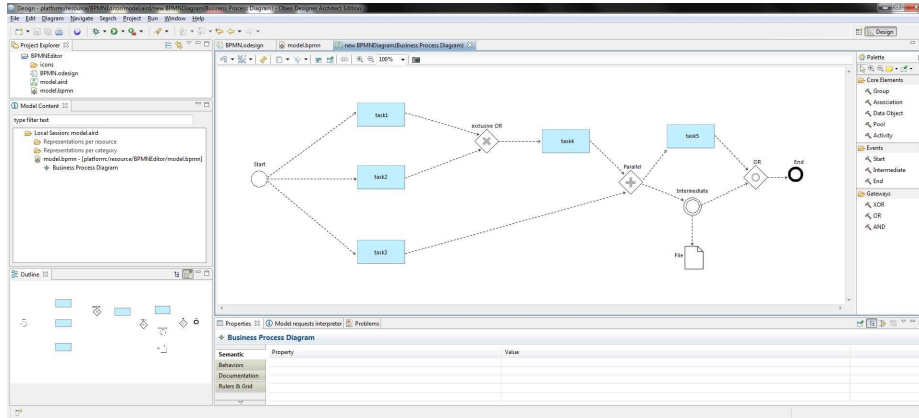 Design - platform:/resource/BPMNEditor/model.aird/new BPMNDiagram(Business Process Diagram) - Obeo Designer Architect Edition
File Edit Diagram Navigate Search Project Run Window Help
Design
Project Explorer
BPMNEditor
icons
BPMN.odesign
model.aird
model.bpmn
Model Content
type filter text
Local Session: model.aird
Representations per resource
Representations per category
model.bpmn - [platform:/resource/BPMNEditor/model.bpmn]
Business Process Diagram
Outline
BPMN.odesign model.bpmn new BPMNDiagram(Business Process Diagram)
100%
task1
exclusive OR
task4
task5
Start
task2
Parallel
OR
End
Intermediate
task3
File
Palette
Core Elements
Group
Association
Data Object
Pool
Activity
Events
Start
Intermediate
End
Gateways
XOR
OR
AND
Properties Model requests interpreter Problems
Business Process Diagram
Semantic
Behaviors
Documentation
Rulers & Grid
Property Value